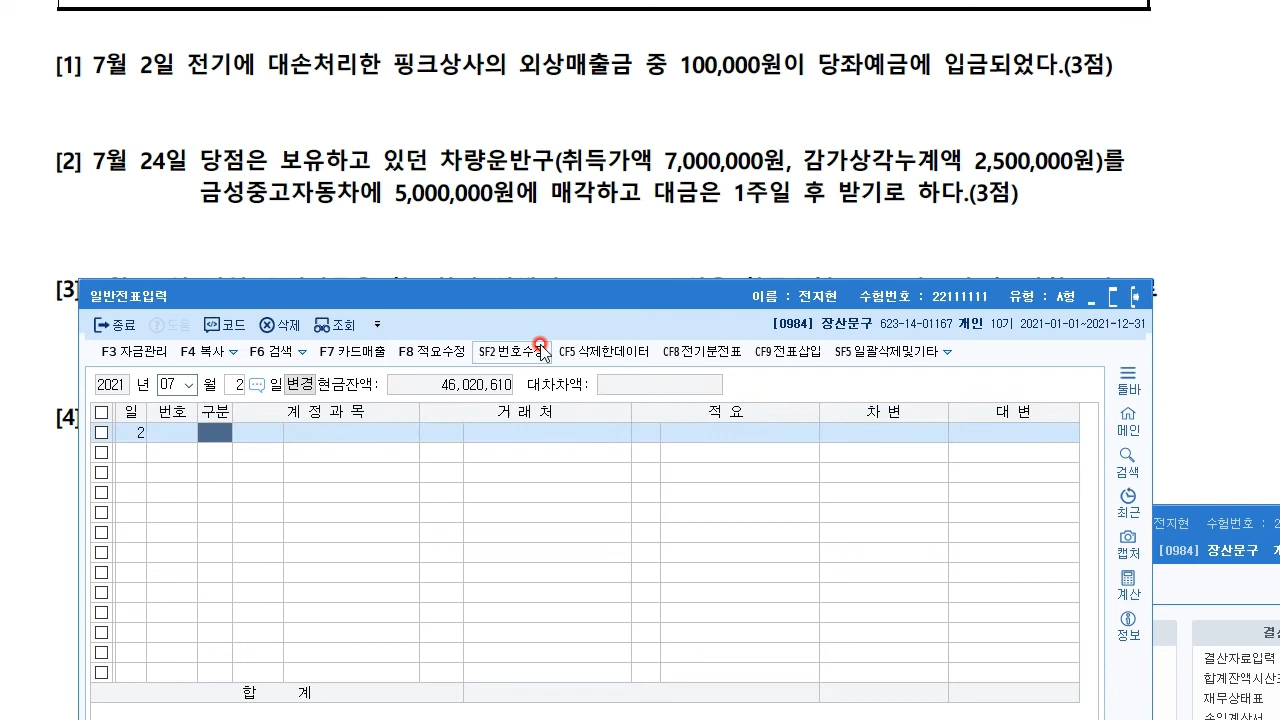 [1] 7월 2일 전기에 대손처리한 핑크상사의 외상매출금 중 100,000원이 당좌예금에 입금되었다.(3점)
[2] 7월 24일 당점은 보유하고 있던 차량운반구(취득가액 7,000,000원, 감가상각누계액 2,500,000원)를
금성중고자동차에 5,000,000원에 매각하고 대금은 1주일 후 받기로 하다.(3점)
[3]
일반전표입력 이름 : 전지현 수험번호 : 22111111 유형 : A형
종료 도움 코드 삭제 조회 [0984] 장산문구 623-14-01167 개인 10기 2021-01-01~2021-12-31
F3 자금관리 F4 복사 F6 검색 F7 카드매출 F8 적요수정 SF2 번호수정 CF5 삭제한데이터 CF8 전기분전표 CF9 전표삽입 SF5 일괄삭제및기타
2021 년 07 월 2 일 변경 현금잔액: 46,020,610 대차차액:
[4]
일 번호 구분 계 정 과 목 거 래 처 적 요 차 변 대 변
2
합 계
툴바
메인
검색
최근
캡처
계산
정보
전지현 수험번호 : 2
[0984] 장산문구
결산자료입력
재무상태표